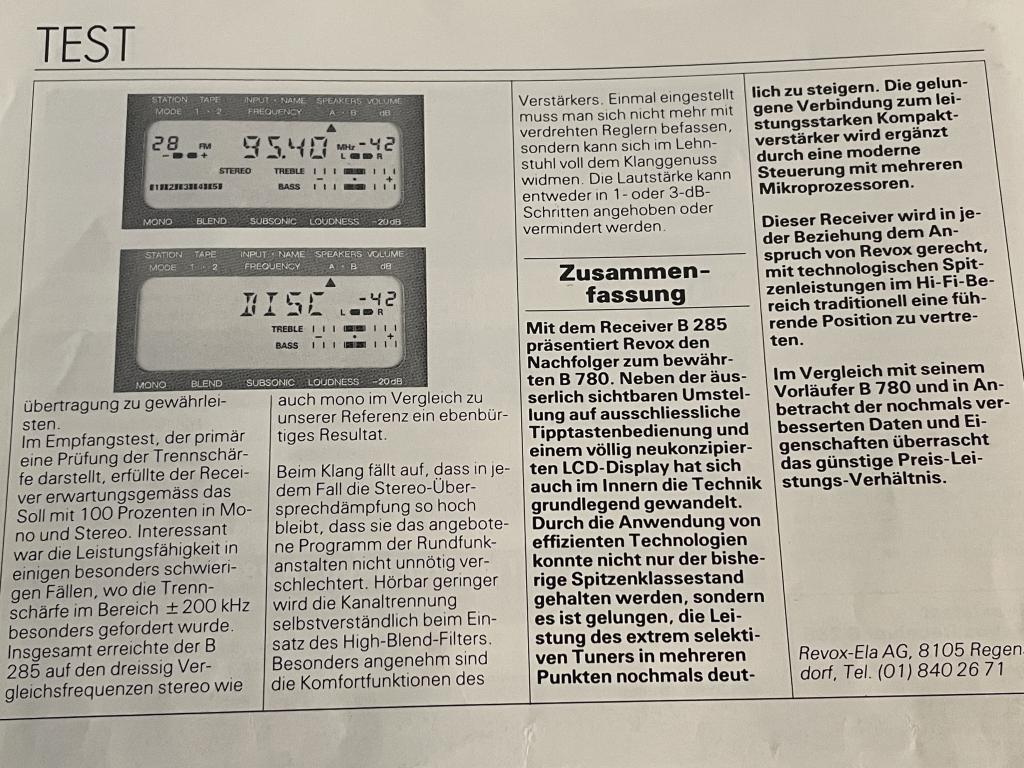 TEST
STATION TAPE INPUT · NAME SPEAKERS VOLUME
MODE 1 · 2 FREQUENCY A · B dB
28 FM 95.40 MHz -42
- + L R
STEREO TREBLE
1 2 3 4 5 BASS - +
MONO BLEND SUBSONIC LOUDNESS -20dB
STATION TAPE INPUT · NAME SPEAKERS VOLUME
MODE 1 · 2 FREQUENCY A · B dB
DISC -42
L R
TREBLE
BASS - +
MONO BLEND SUBSONIC LOUDNESS -20dB
übertragung zu gewährlei-
sten.
Im Empfangstest, der primär
eine Prüfung der Trennschär-
fe darstellt, erfüllte der Recei-
ver erwartungsgemäss das
Soll mit 100 Prozenten in Mo-
no und Stereo. Interessant
war die Leistungsfähigkeit in
einigen besonders schwieri-
gen Fällen, wo die Trenn-
schärfe im Bereich ± 200 kHz
besonders gefordert wurde.
Insgesamt erreichte der B
285 auf den dreissig Ver-
gleichsfrequenzen stereo wie
auch mono im Vergleich zu
unserer Referenz ein ebenbür-
tiges Resultat.
Beim Klang fällt auf, dass in je-
dem Fall die Stereo-Über-
sprechdämpfung so hoch
bleibt, dass sie das angebote-
ne Programm der Rundfunk-
anstalten nicht unnötig ver-
schlechtert. Hörbar geringer
wird die Kanaltrennung
selbstverständlich beim Ein-
satz des High-Blend-Filters.
Besonders angenehm sind
die Komfortfunktionen des
Verstärkers. Einmal eingestellt
muss man sich nicht mehr mit
verdrehten Reglern befassen,
sondern kann sich im Lehn-
stuhl voll dem Klanggenuss
widmen. Die Lautstärke kann
entweder in 1- oder 3-dB-
Schritten angehoben oder
vermindert werden.
Zusammen-
fassung
Mit dem Receiver B 285
präsentiert Revox den
Nachfolger zum bewähr-
ten B 780. Neben der äus-
serlich sichtbaren Umstel-
lung auf ausschliessliche
Tipptastenbedienung und
einem völlig neukonzipier-
ten LCD-Display hat sich
auch im Innern die Technik
grundlegend gewandelt.
Durch die Anwendung von
effizienten Technologien
konnte nicht nur der bishe-
rige Spitzenklassestand
gehalten werden, sondern
es ist gelungen, die Lei-
stung des extrem selekti-
ven Tuners in mehreren
Punkten nochmals deut-
lich zu steigern. Die gelun-
gene Verbindung zum lei-
stungsstarken Kompakt-
verstärker wird ergänzt
durch eine moderne
Steuerung mit mehreren
Mikroprozessoren.
Dieser Receiver wird in je-
der Beziehung dem An-
spruch von Revox gerecht,
mit technologischen Spit-
zenleistungen im Hi-Fi-Be-
reich traditionell eine füh-
rende Position zu vertre-
ten.
Im Vergleich mit seinem
Vorläufer B 780 und in An-
betracht der nochmals ver-
besserten Daten und Ei-
genschaften überrascht
das günstige Preis-Lei-
stungs-Verhältnis.
Revox-Ela AG, 8105 Regens
dorf, Tel. (01) 840 26 71